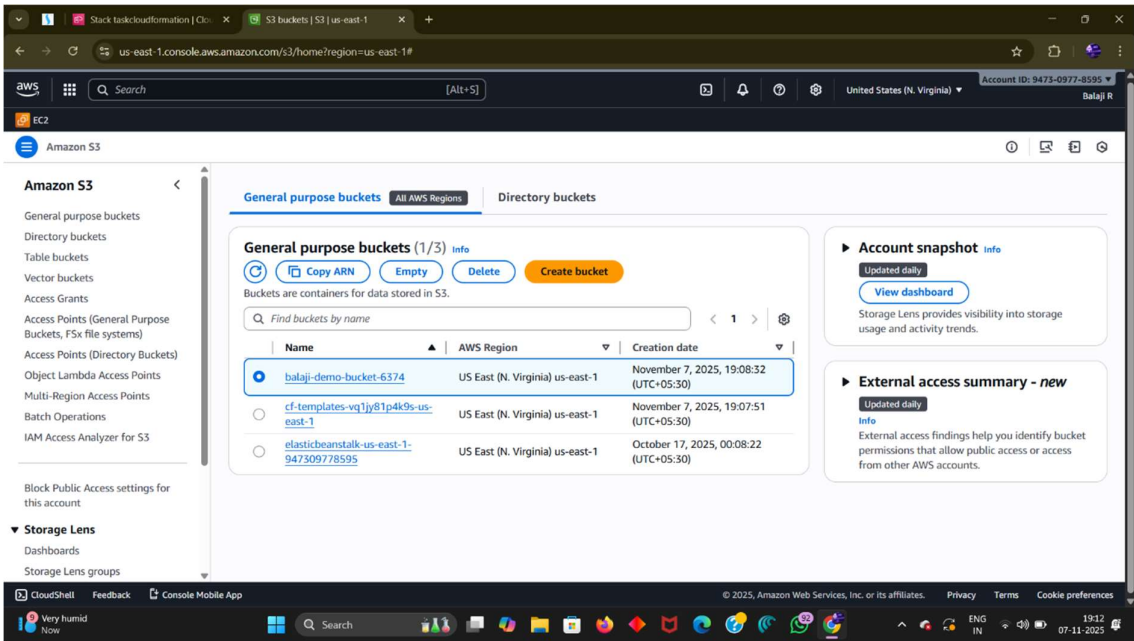 Stack taskcloudformation | Clo
S3 buckets | S3 | us-east-1
us-east-1.console.aws.amazon.com/s3/home?region=us-east-1#
aws
Search
[Alt+S]
United States (N. Virginia)
Account ID: 9473-0977-8595
Balaji R
EC2
Amazon S3
Amazon S3
General purpose buckets
Directory buckets
Table buckets
Vector buckets
Access Grants
Access Points (General Purpose
Buckets, FSx file systems)
Access Points (Directory Buckets)
Object Lambda Access Points
Multi-Region Access Points
Batch Operations
IAM Access Analyzer for S3
Block Public Access settings for
this account
Storage Lens
Dashboards
Storage Lens groups
General purpose buckets All AWS Regions Directory buckets
General purpose buckets (1/3) Info
Copy ARN Empty Delete Create bucket
Buckets are containers for data stored in S3.
Find buckets by name
1
Name AWS Region Creation date
balaji-demo-bucket-6374 US East (N. Virginia) us-east-1 November 7, 2025, 19:08:32
(UTC+05:30)
cf-templates-vq1jy81p4k9s-us- US East (N. Virginia) us-east-1 November 7, 2025, 19:07:51
east-1 (UTC+05:30)
elasticbeanstalk-us-east-1- US East (N. Virginia) us-east-1 October 17, 2025, 00:08:22
947309778595 (UTC+05:30)
Account snapshot Info
Updated daily
View dashboard
Storage Lens provides visibility into storage
usage and activity trends.
External access summary - new
Updated daily
Info
External access findings help you identify bucket
permissions that allow public access or access
from other AWS accounts.
CloudShell Feedback Console Mobile App
© 2025, Amazon Web Services, Inc. or its affiliates. Privacy Terms Cookie preferences
9
Very humid
Now
Search
92
ENG
IN
19:12
07-11-2025